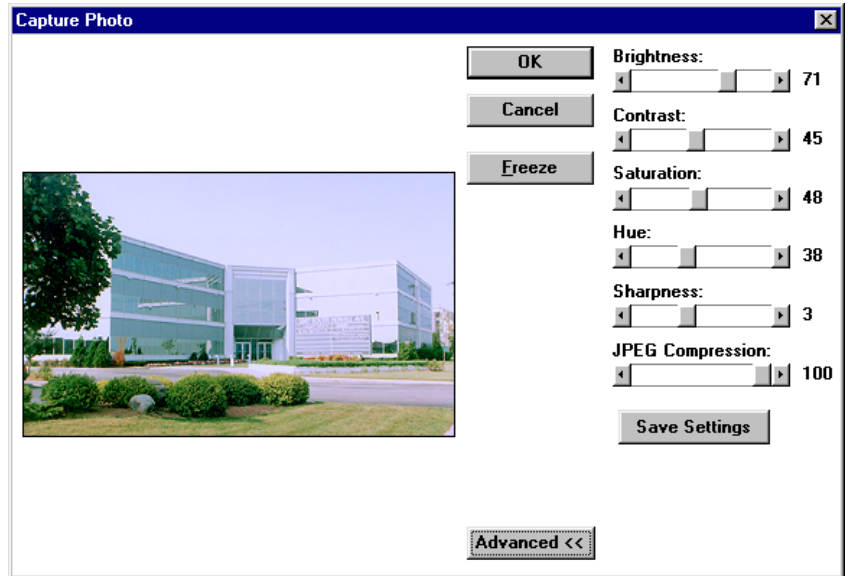 Capture Photo
OK
Cancel
Freeze
Brightness:
71
Contrast:
45
Saturation:
48
Hue:
38
Sharpness:
3
JPEG Compression:
100
Save Settings
Advanced <<